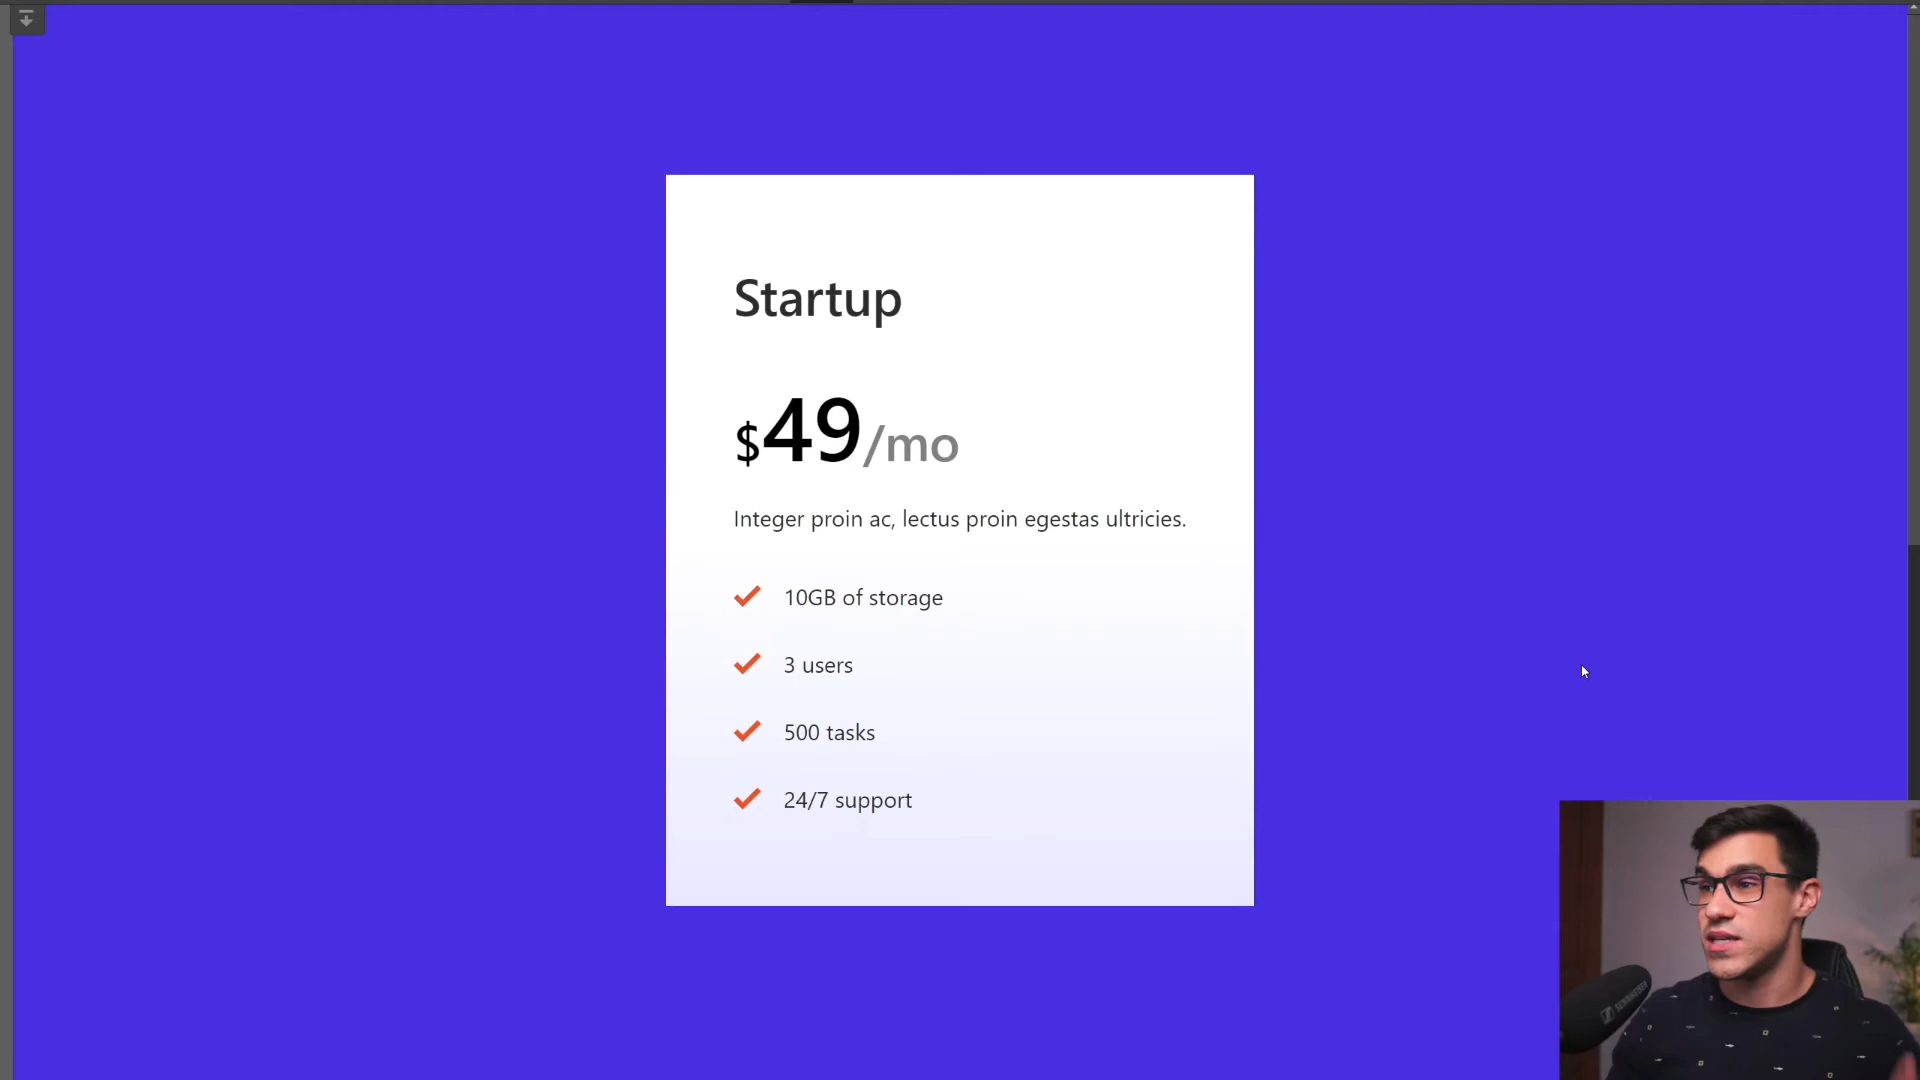 Startup
$49/mo
Integer proin ac, lectus proin egestas ultricies.
10GB of storage
3 users
500 tasks
24/7 support
SENNHEISER